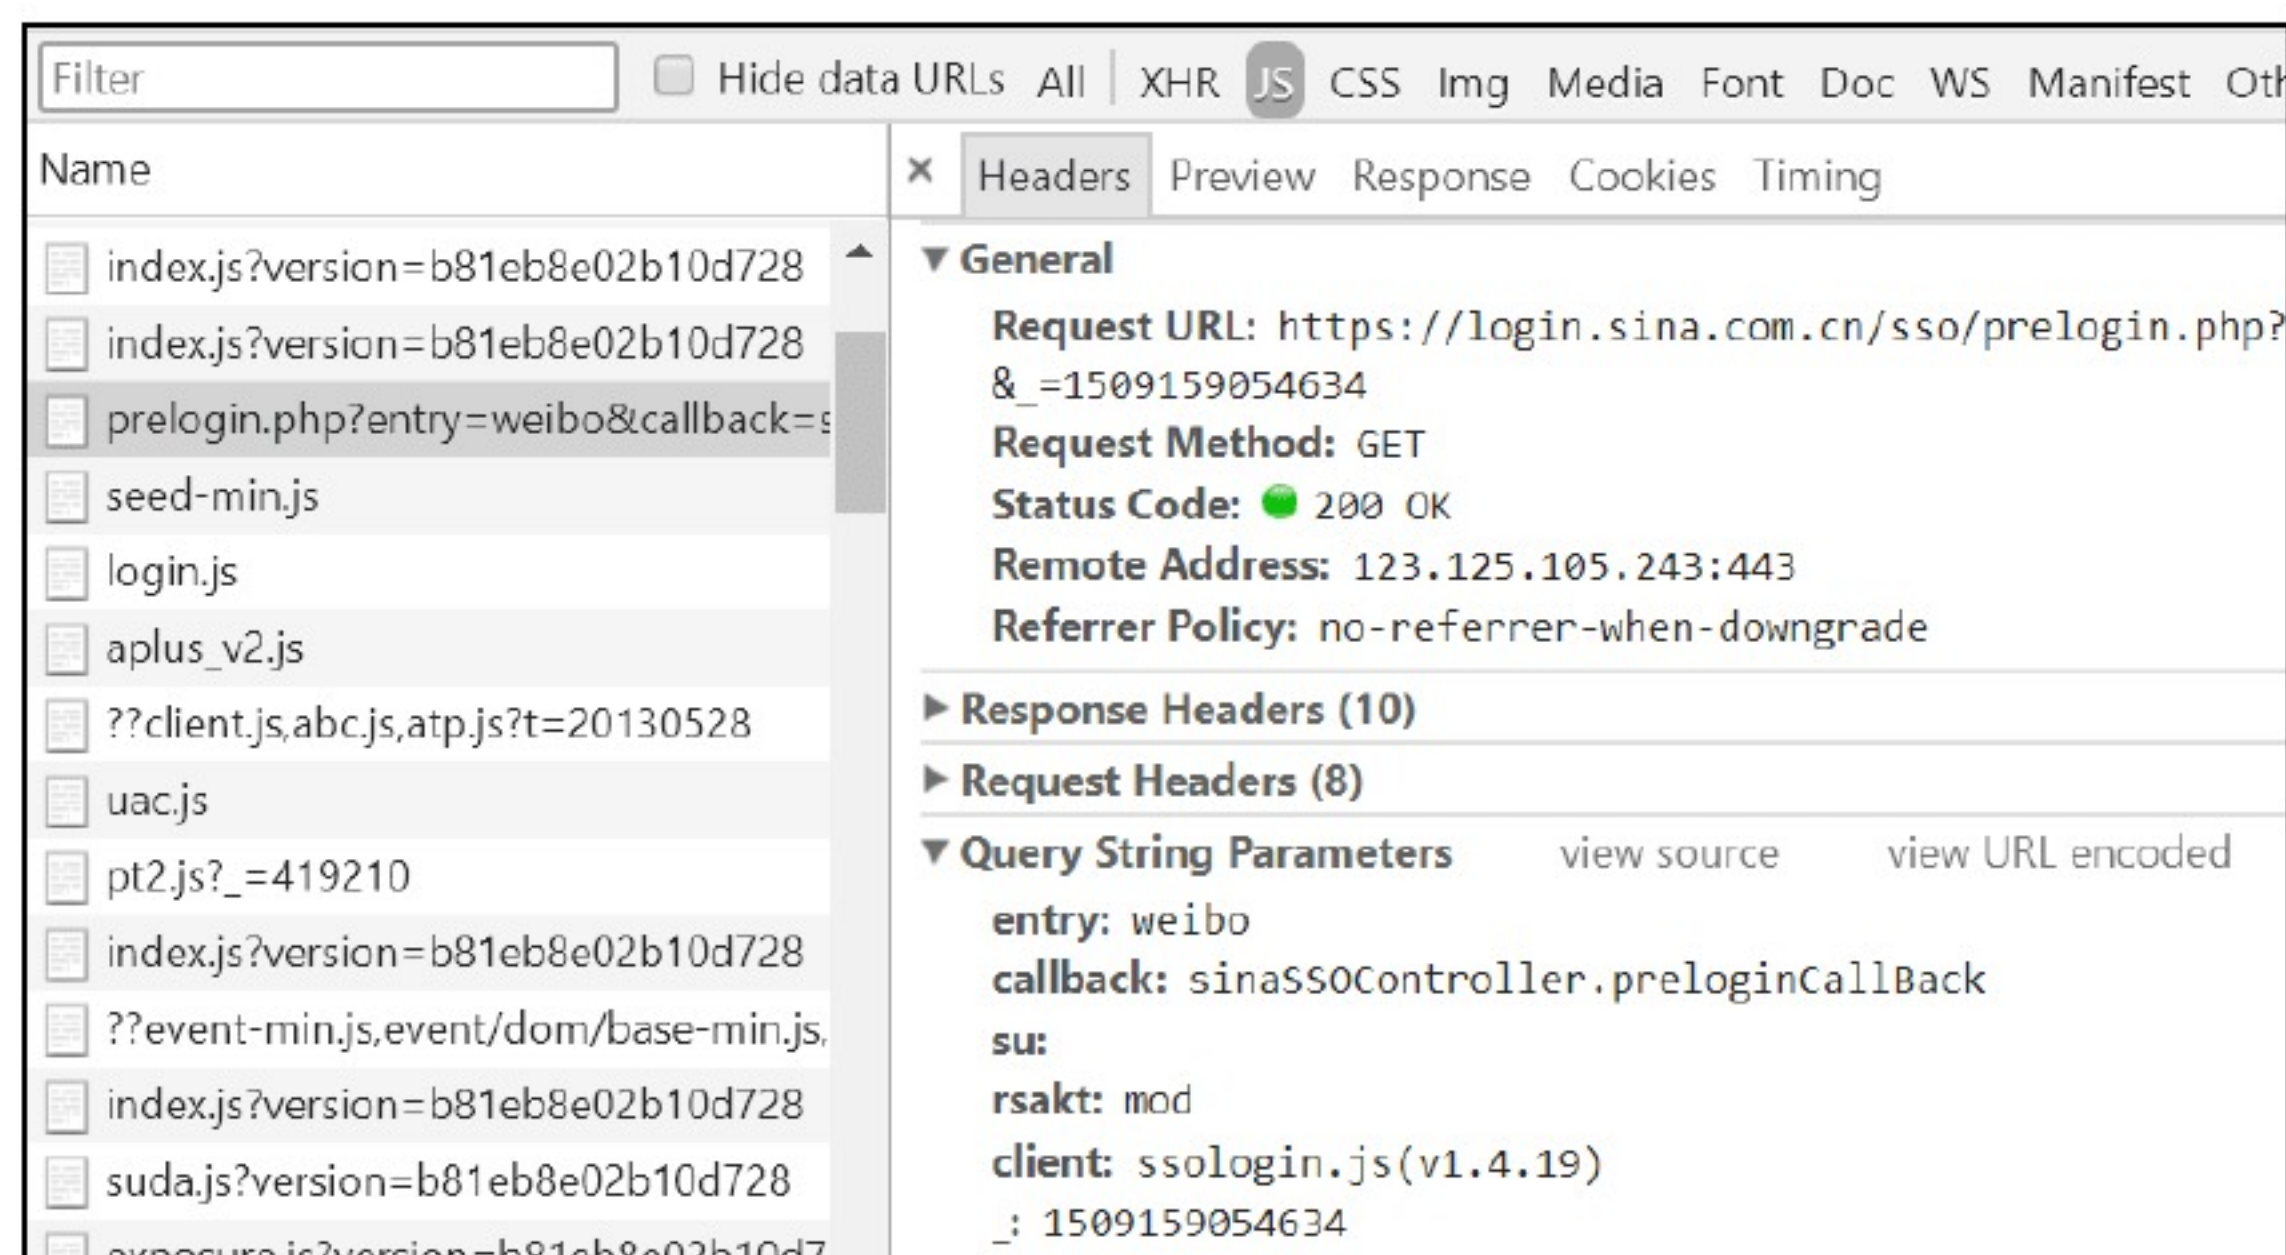 Filter Hide data URLs All XHR JS CSS Img Media Font Doc WS Manifest
Name
index.js?version=b81eb8e02b10d728
index.js?version=b81eb8e02b10d728
prelogin.php?entry=weibo&callback=s
seed-min.js
login.js
aplus_v2.js
??client.js,abc.js,atp.js?t=20130528
uac.js
pt2.js?_=419210
index.js?version=b81eb8e02b10d728
??event-min.js,event/dom/base-min.js,
index.js?version=b81eb8e02b10d728
suda.js?version=b81eb8e02b10d728
exposure.js?version=b81eb8e02b10d7
× Headers Preview Response Cookies Timing
▼ General
Request URL: https://login.sina.com.cn/sso/prelogin.php?
&_=1509159054634
Request Method: GET
Status Code: 200 OK
Remote Address: 123.125.105.243:443
Referrer Policy: no-referrer-when-downgrade
▶ Response Headers (10)
▶ Request Headers (8)
▼ Query String Parameters view source view URL encoded
entry: weibo
callback: sinaSSOController.preloginCallBack
su:
rsakt: mod
client: ssologin.js(v1.4.19)
_: 1509159054634